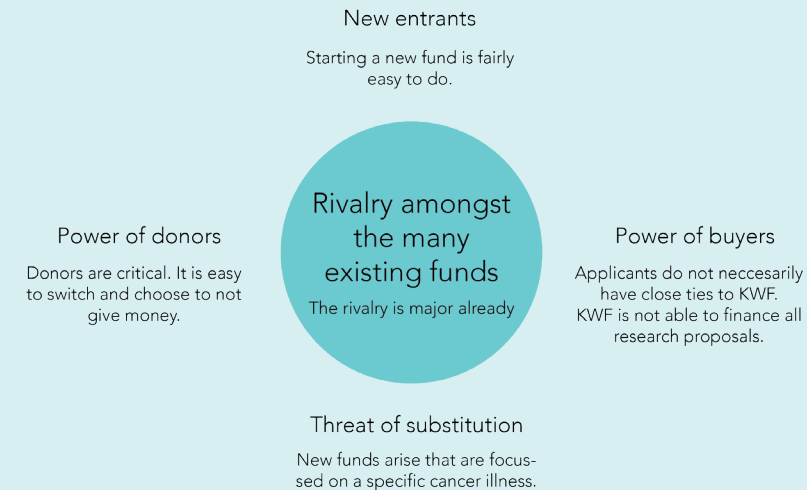 New entrants
Starting a new fund is fairly
easy to do.
Rivalry amongst
the many
existing funds
The rivalry is major already
Power of donors
Donors are critical. It is easy
to switch and choose to not
give money.
Power of buyers
Applicants do not neccesarily
have close ties to KWF.
KWF is not able to finance all
research proposals.
Threat of substitution
New funds arise that are focus-
sed on a specific cancer illness.